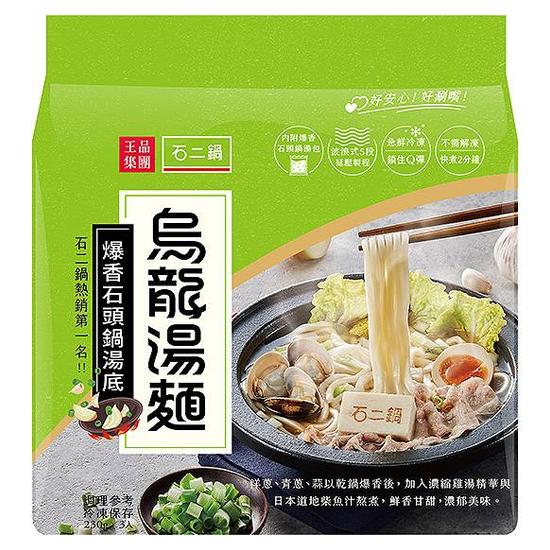 好安心！好涮嘴！
王品
集團
石二鍋
內附爆香
石頭鍋湯包
波浪式5段
延壓製程
急鮮冷凍
鎖住Q彈
不需解凍
快煮2分鐘
烏龍湯麵
爆香石頭鍋湯底
石二鍋熱銷第一名!!
石二鍋
洋蔥、青蔥、蒜以乾鍋爆香後，加入濃縮雞湯精華與
日本道地柴魚汁熬煮，鮮香甘甜，濃郁美味。
調理參考
冷凍保存
230g×3入